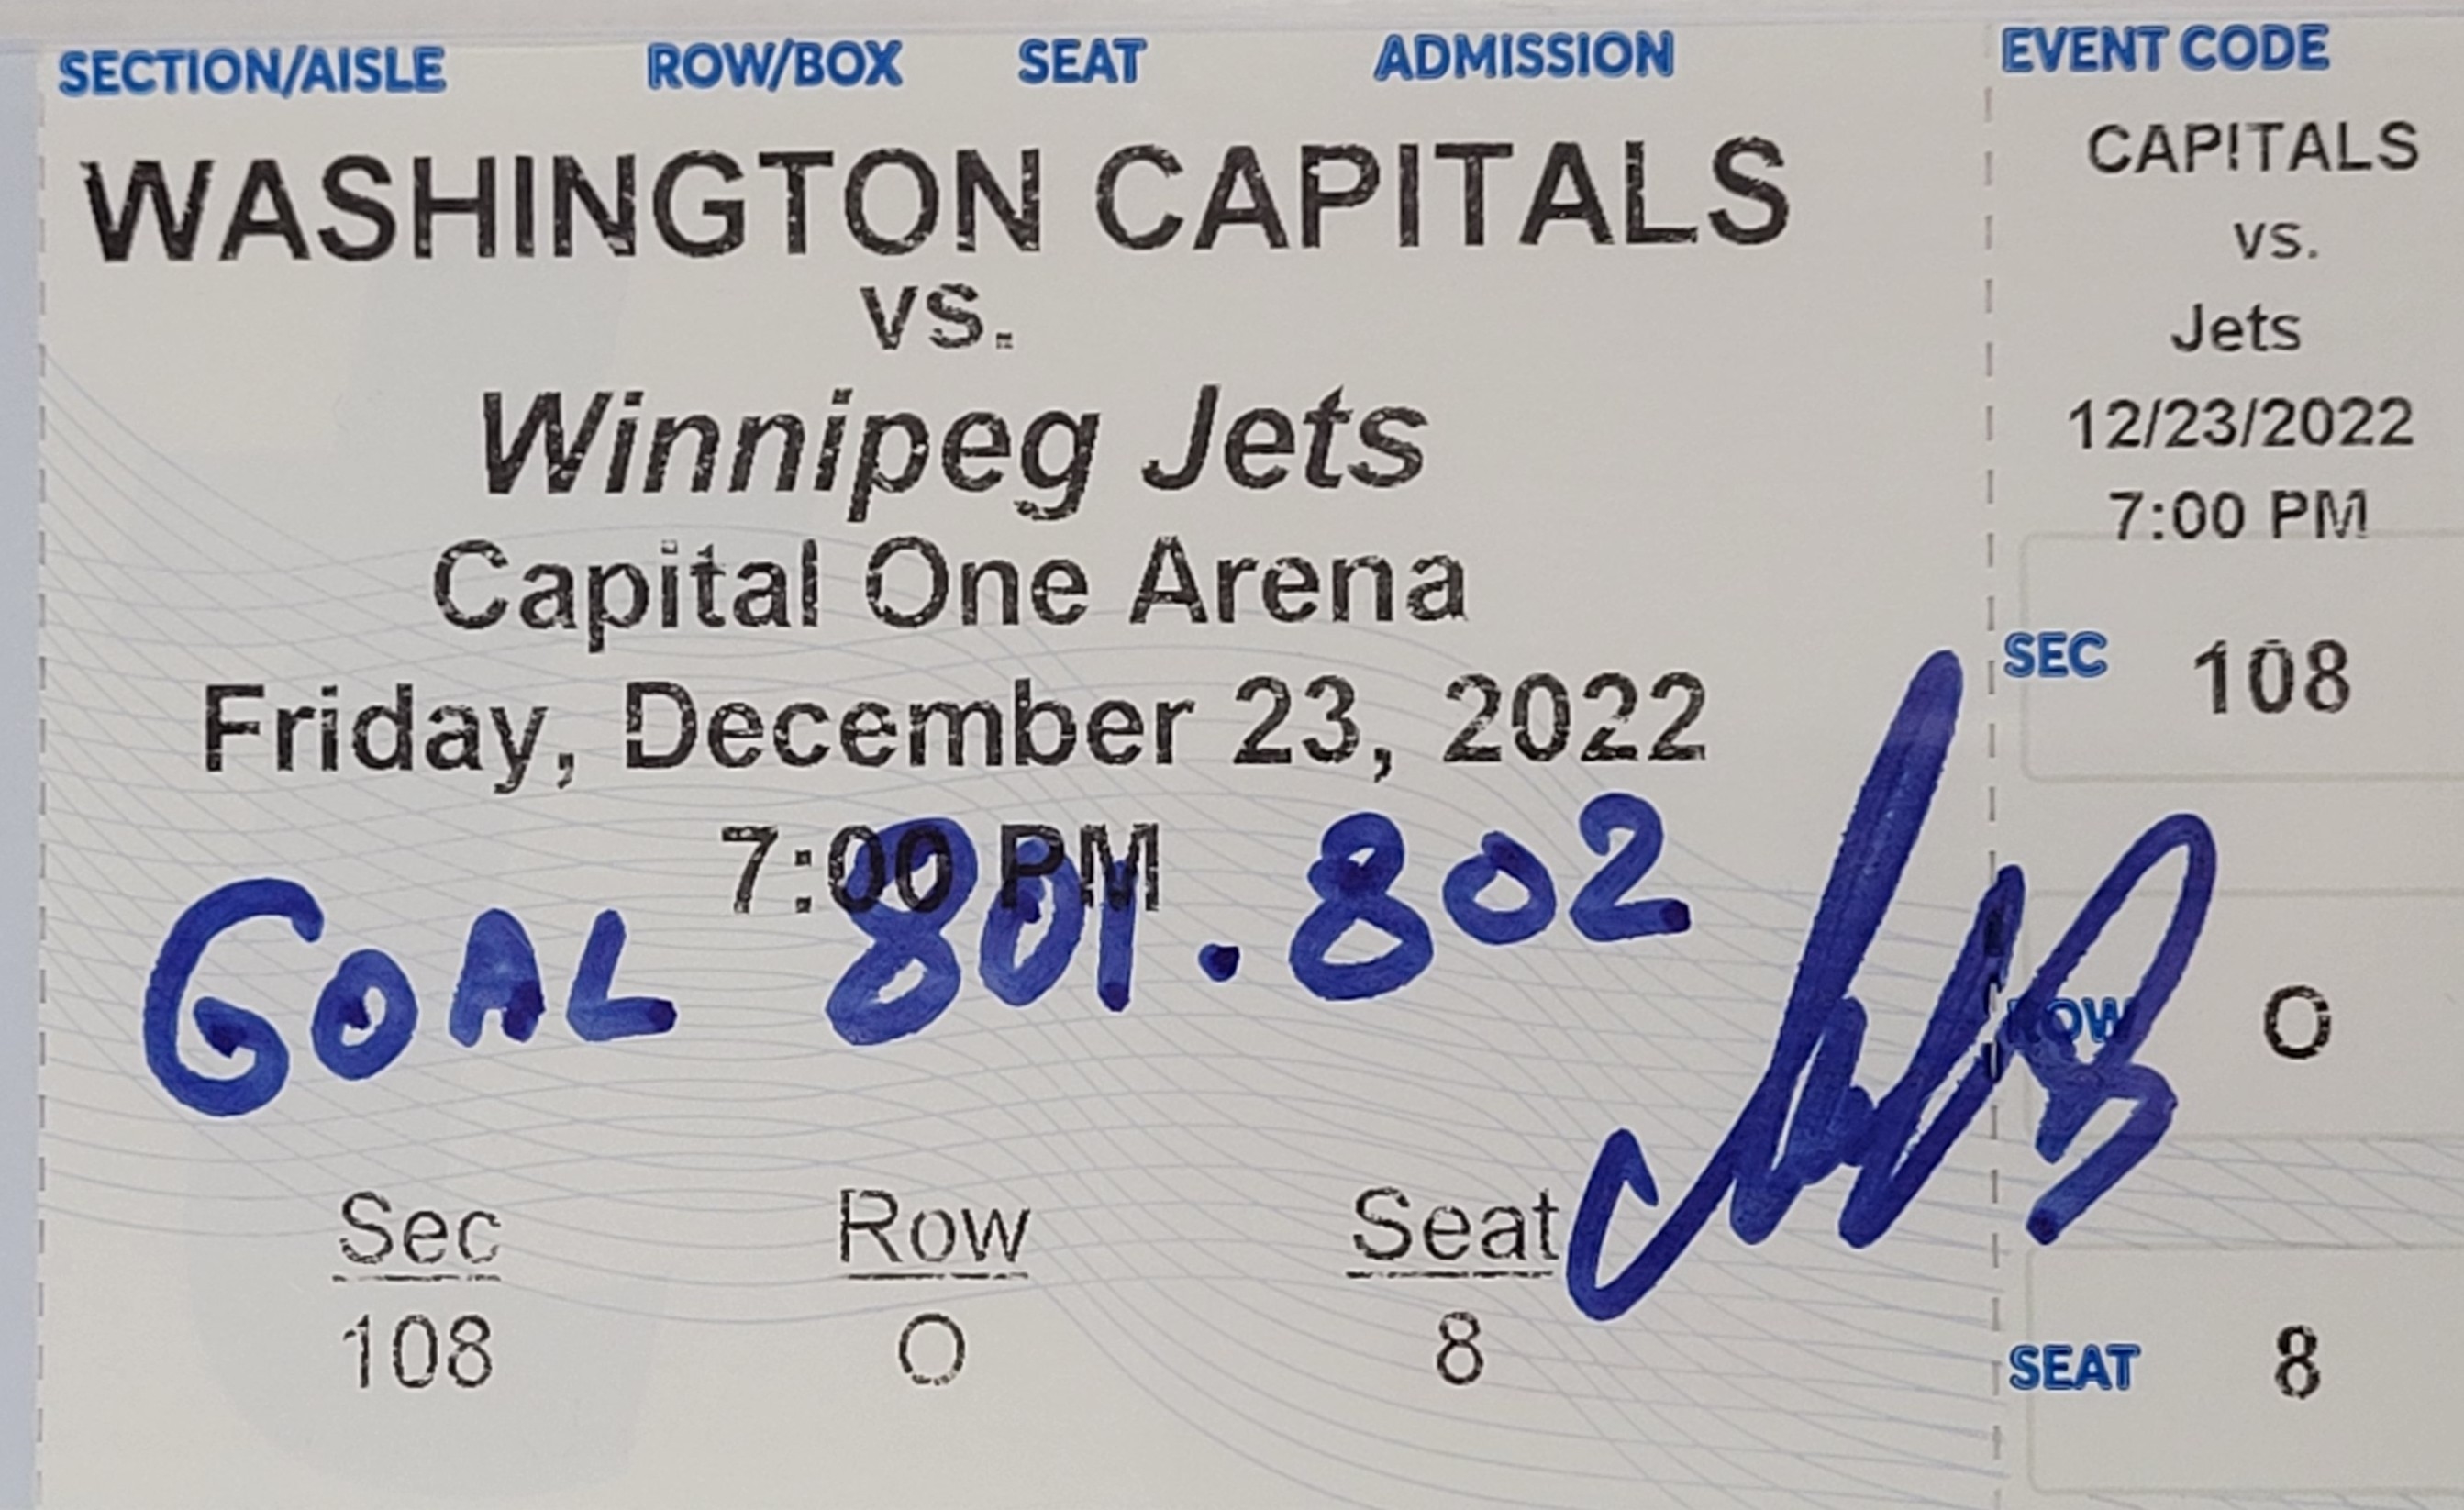 SECTION/AISLE ROW/BOX SEAT ADMISSION
WASHINGTON CAPITALS
vs.
Winnipeg Jets
Capital One Arena
Friday, December 23, 2022
7:00 PM
GOAL 801. 802
Sec Row Seat
108 O 8
EVENT CODE
CAPITALS
vs.
Jets
12/23/2022
7:00 PM
SEC 108
ROW O
SEAT 8